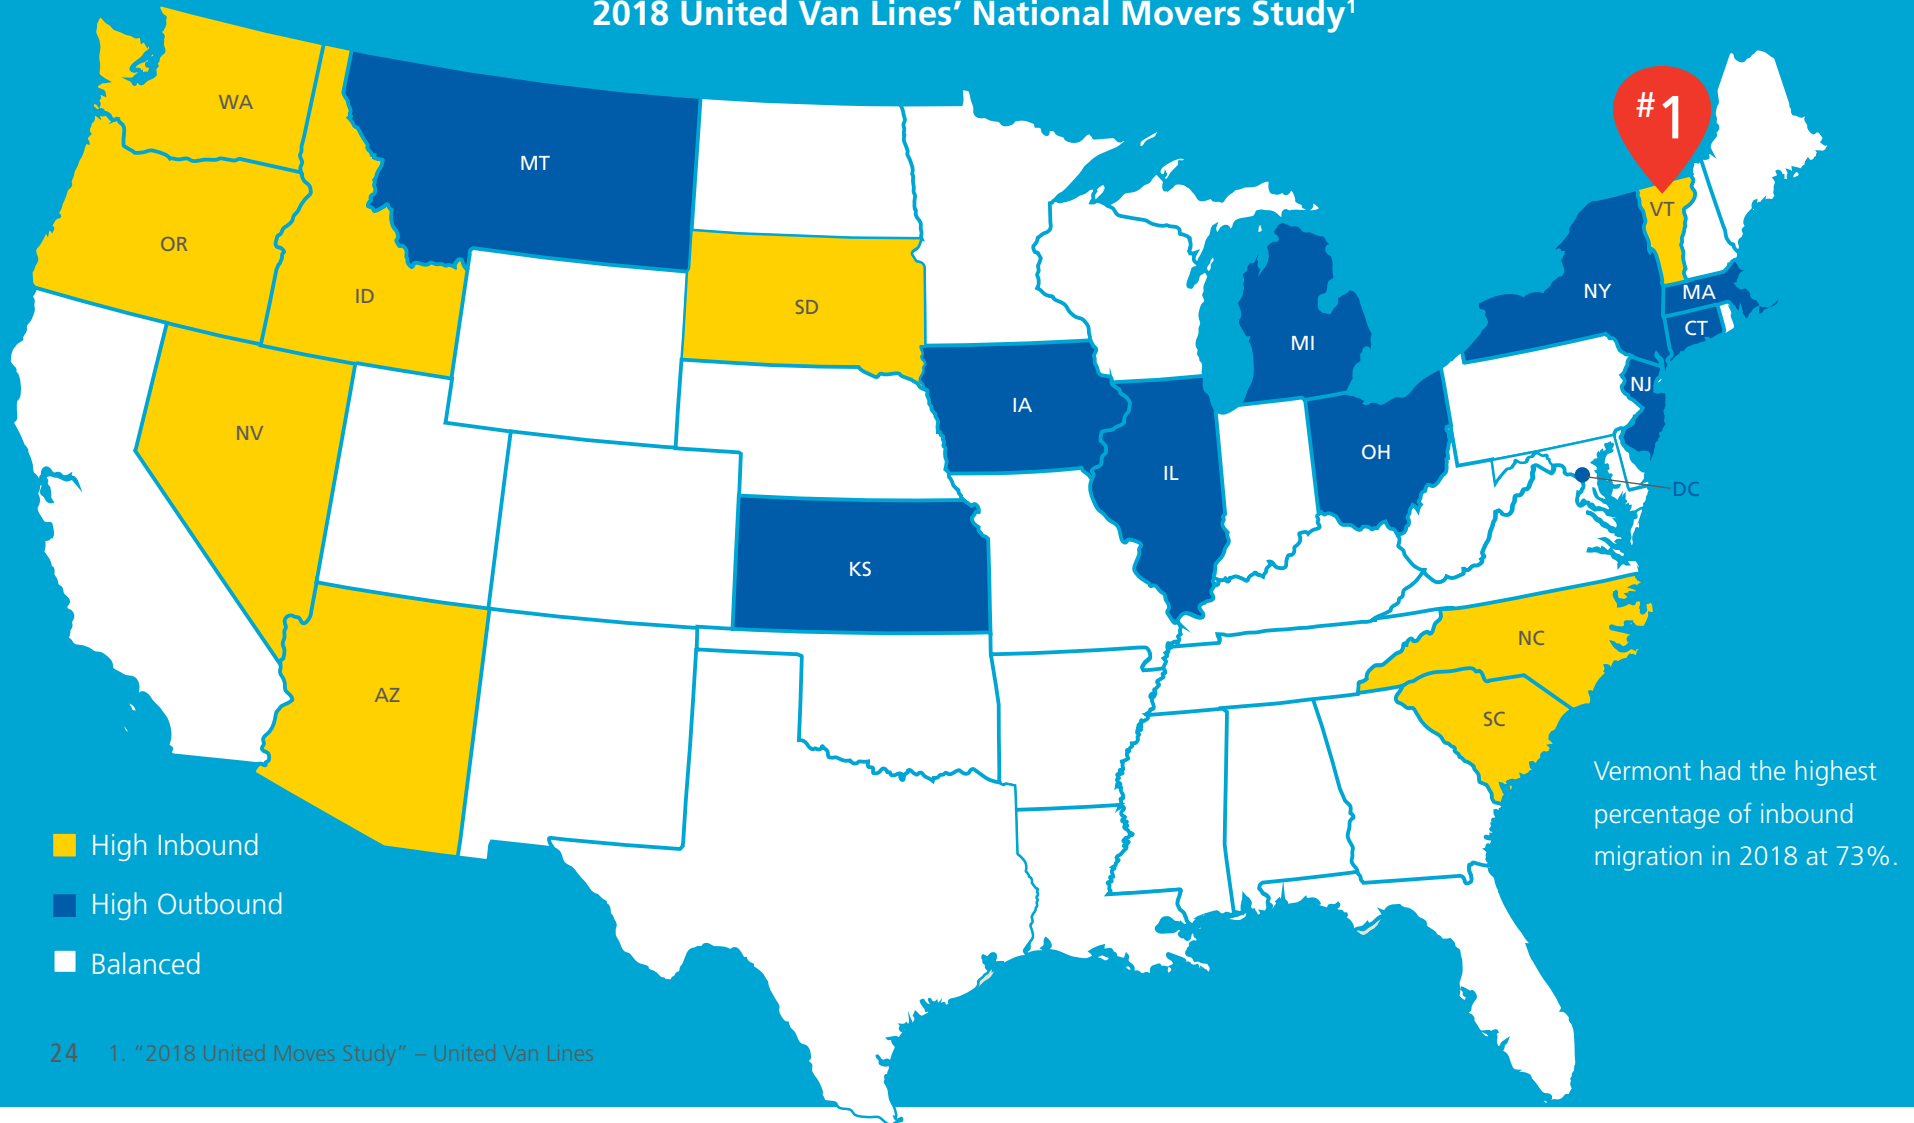 2018 United Van Lines’ National Movers Study¹
#1
WA
MT
VT
OR
NY
MA
ID
SD
CT
MI
NJ
IA
NV
OH
IL
DC
KS
NC
AZ
SC
Vermont had the highest
percentage of inbound
migration in 2018 at 73%.
High Inbound
High Outbound
Balanced
24 1. “2018 United Moves Study” – United Van Lines